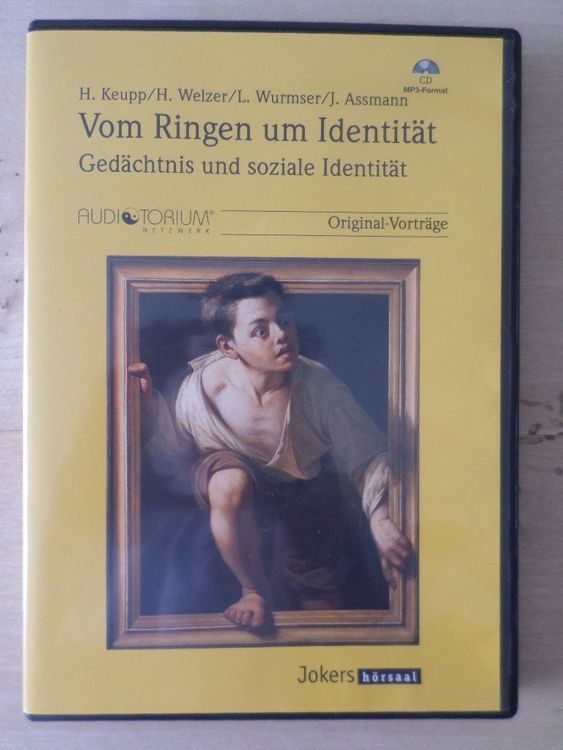 CD
MP3-Format
H. Keupp/H. Welzer/L. Wurmser/J. Assmann
Vom Ringen um Identität
Gedächtnis und soziale Identität
AUDITORIUM®
NETZWERK
Original-Vorträge
Jokers hörsaal